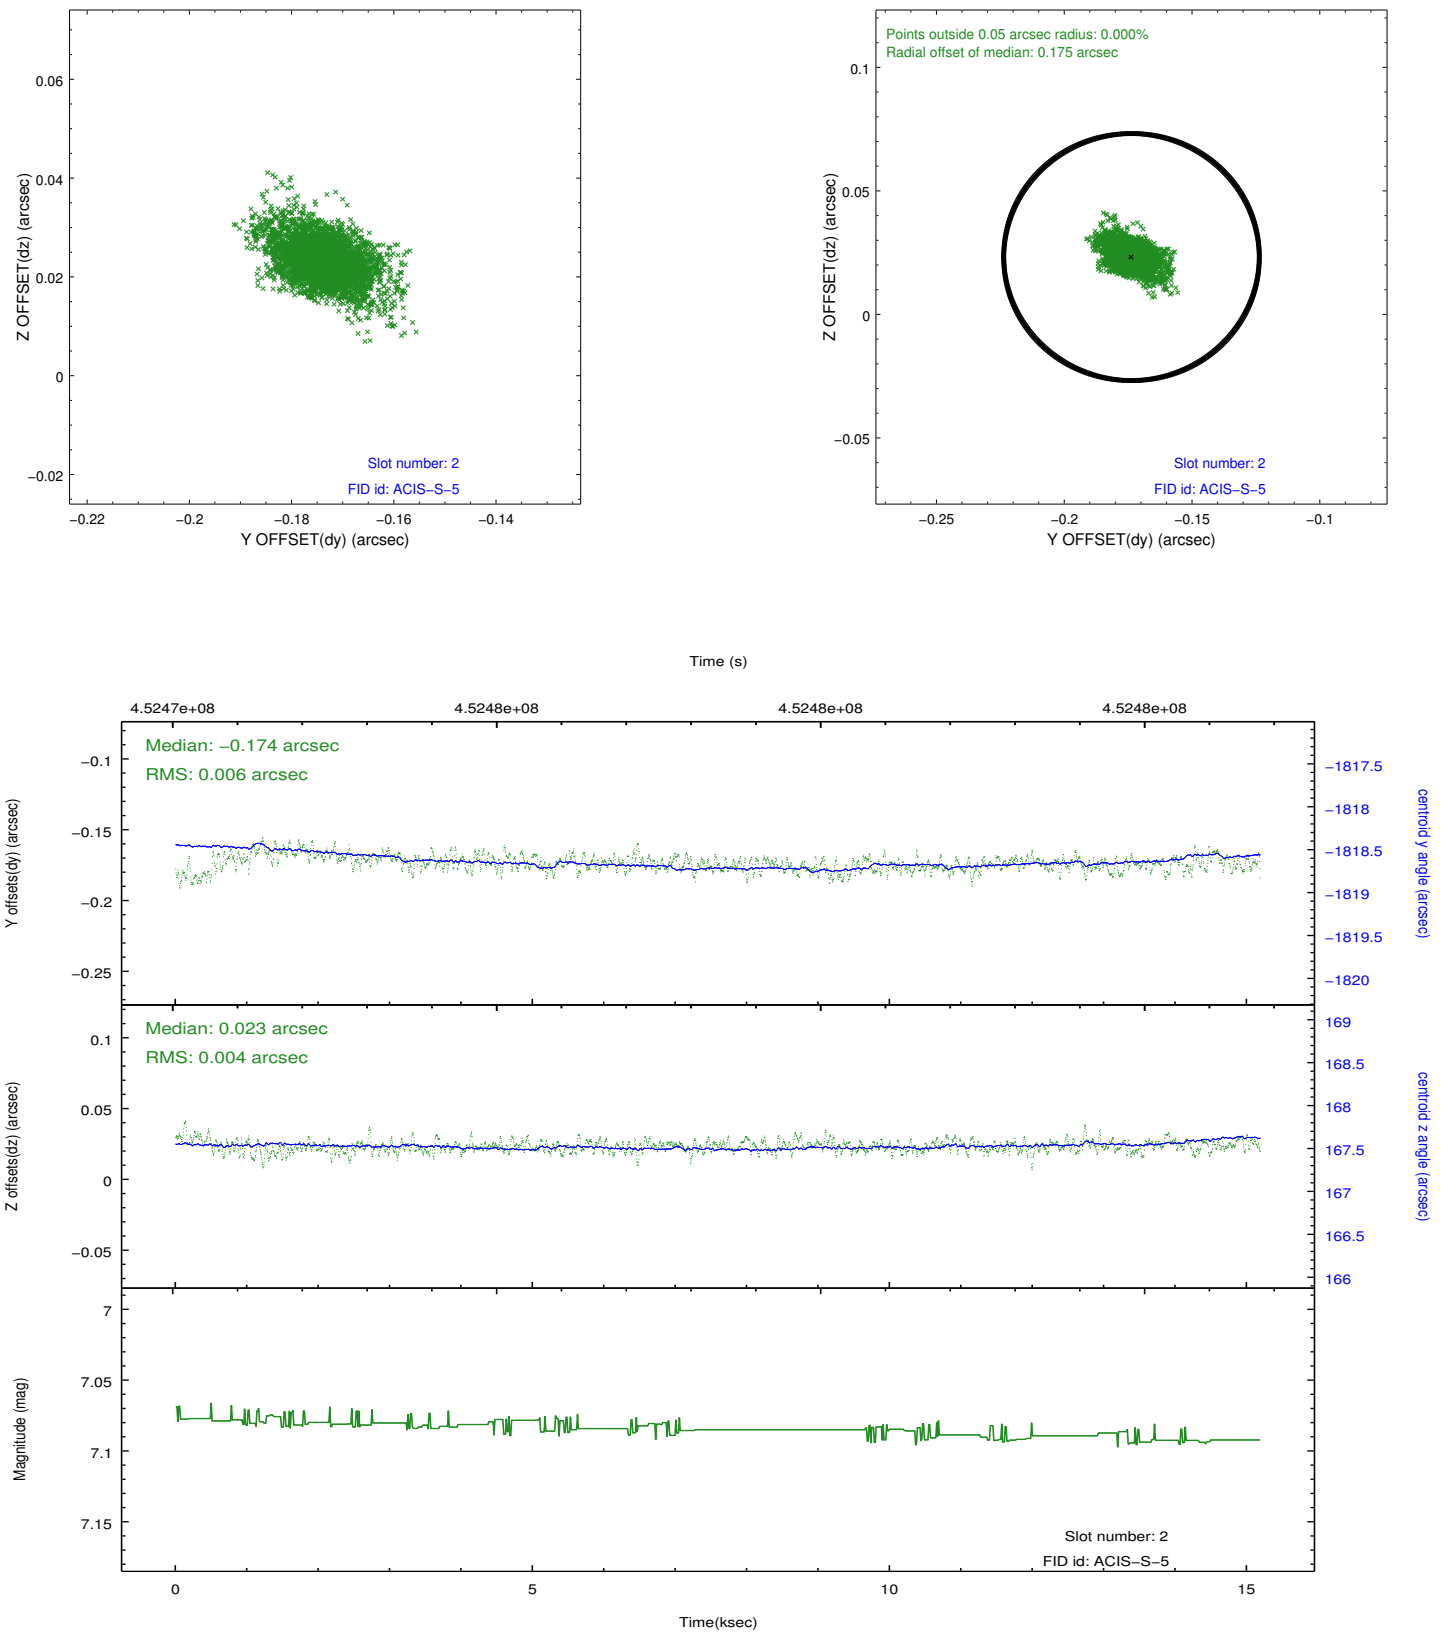 0.06
0.04
0.02
0
−0.02
Z OFFSET(dz) (arcsec)
Slot number: 2
FID id: ACIS−S−5
−0.22 −0.2 −0.18 −0.16 −0.14
Y OFFSET(dy) (arcsec)
Points outside 0.05 arcsec radius: 0.000%
Radial offset of median: 0.175 arcsec
0.1
0.05
0
−0.05
Z OFFSET(dz) (arcsec)
Slot number: 2
FID id: ACIS−S−5
−0.25 −0.2 −0.15 −0.1
Y OFFSET(dy) (arcsec)
Time (s)
4.5247e+08 4.5248e+08 4.5248e+08 4.5248e+08
Median: −0.174 arcsec
RMS: 0.006 arcsec
−0.1
−0.15
−0.2
−0.25
Y offsets(dy) (arcsec)
−1817.5
−1818
−1818.5
−1819
−1819.5
−1820
centroid y angle (arcsec)
Median: 0.023 arcsec
RMS: 0.004 arcsec
0.1
0.05
0
−0.05
Z offsets(dz) (arcsec)
169
168.5
168
167.5
167
166.5
166
centroid z angle (arcsec)
7
7.05
7.1
7.15
Magnitude (mag)
Slot number: 2
FID id: ACIS−S−5
0 5 10 15
Time(ksec)